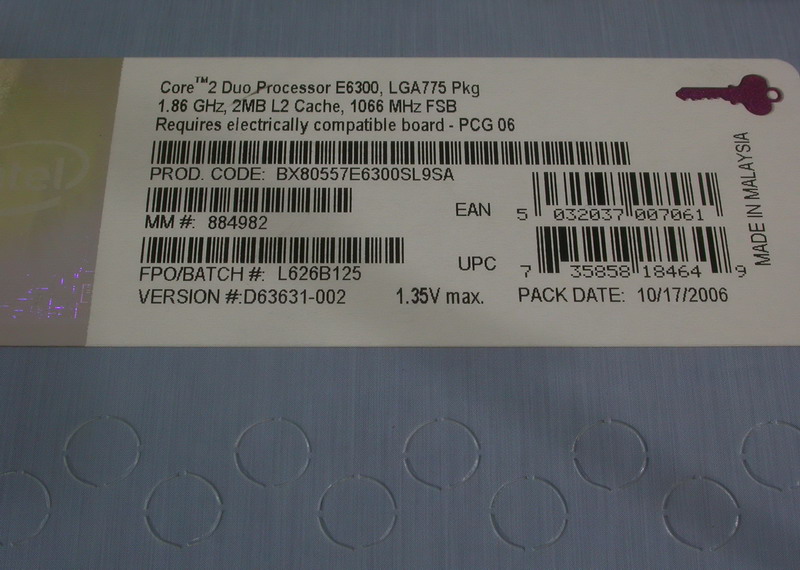 Core™2 Duo Processor E6300, LGA775 Pkg
1.86 GHz, 2MB L2 Cache, 1066 MHz FSB
Requires electrically compatible board - PCG 06
PROD. CODE: BX80557E6300SL9SA
MM #: 884982
EAN 5 032037 007061
FPO/BATCH #: L626B125
UPC 7 35858 18464 9
VERSION #:D63631-002 1.35V max. PACK DATE: 10/17/2006
MADE IN MALAYSIA
intel